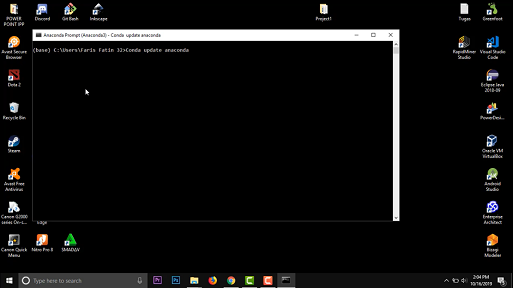 POWER POINT IPP
Discord
Git Bash
Inkscape
Project1
Tugas
Greenfoot
Anaconda Prompt (Anaconda3) - Conda update anaconda
(base) C:\Users\Faris Fatin 32>Conda update anaconda
Avast Secure Browser
RapidMiner Studio
Visual Studio Code
Dota 2
Eclipse Java 2018-09
Recycle Bin
PowerDesi...
Steam
Oracle VM VirtualBox
Avast Free Antivirus
Android Studio
Canon G2000 series On-s...
Edge
Enterprise Architect
Canon Quick Menu
Nitro Pro 8
SMADAV
Bizagi Modeler
Type here to search
2:04 PM
10/16/2019